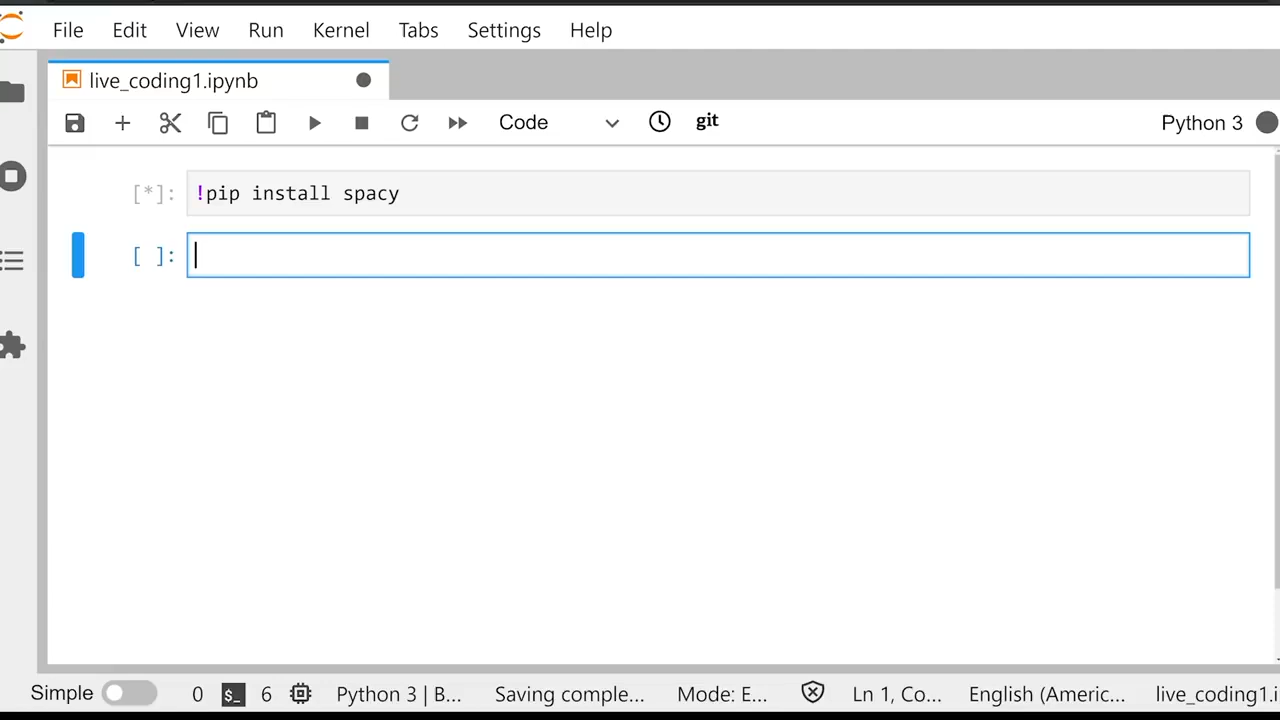 File Edit View Run Kernel Tabs Settings Help
live_coding1.ipynb
Code git Python 3
[*]: !pip install spacy
[ ]:
Simple 0 $_ 6 Python 3 | B... Saving comple... Mode: E... Ln 1, Co... English (Americ... live_coding1.i